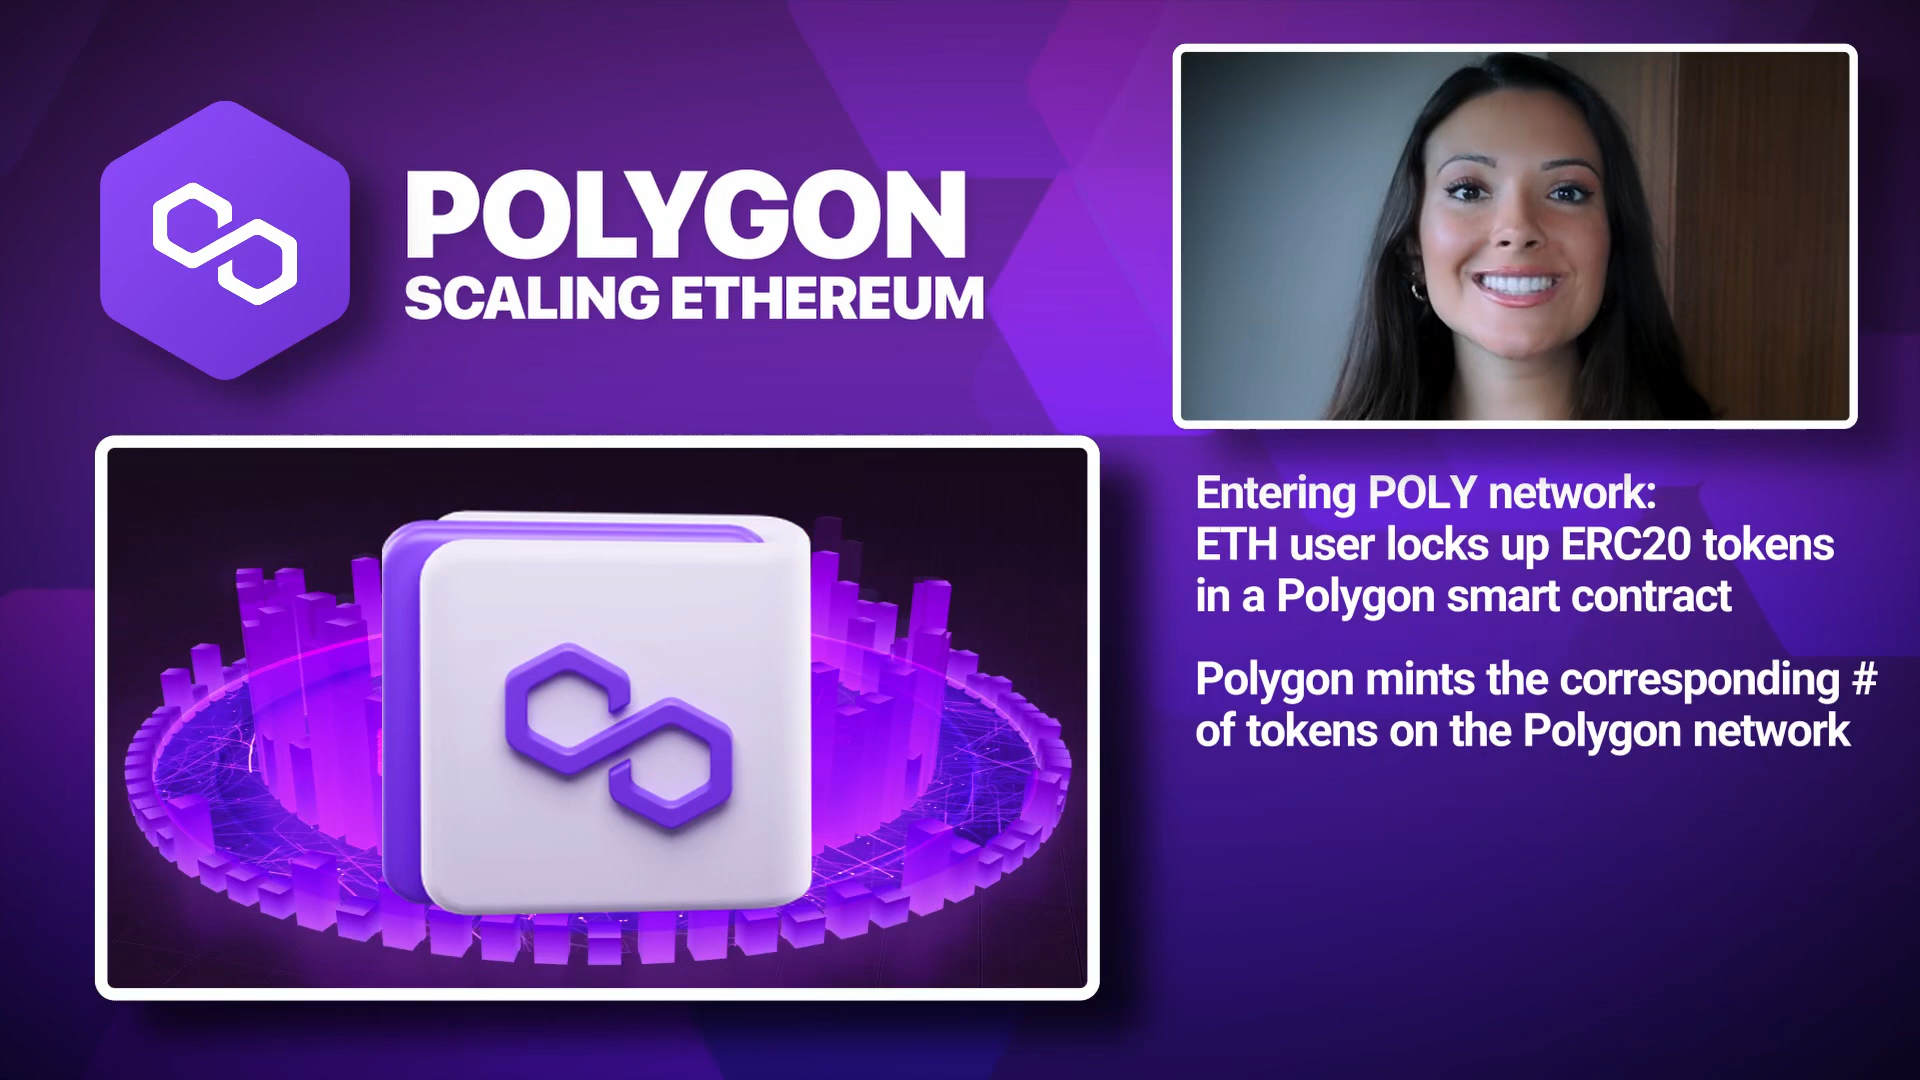 POLYGON
SCALING ETHEREUM
Entering POLY network:
ETH user locks up ERC20 tokens
in a Polygon smart contract
Polygon mints the corresponding #
of tokens on the Polygon network